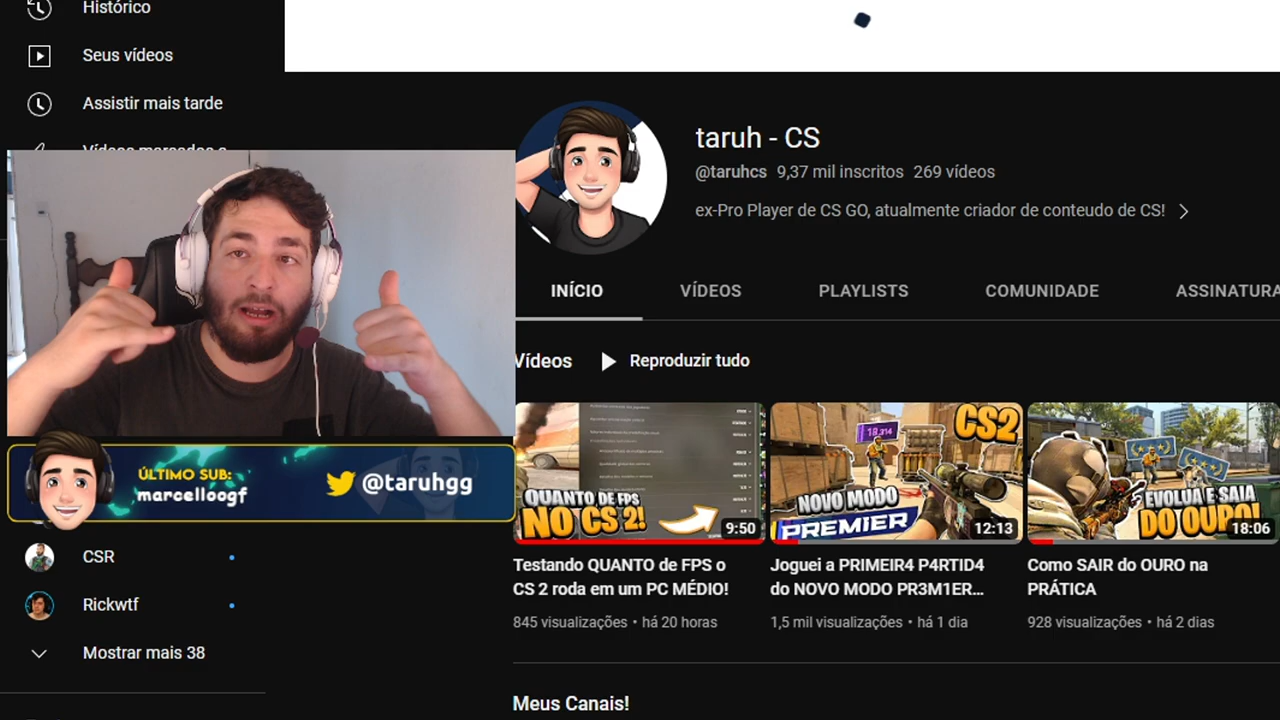 Histórico
Seus vídeos
Assistir mais tarde
taruh - CS
@taruhcs 9,37 mil inscritos 269 vídeos
ex-Pro Player de CS GO, atualmente criador de conteudo de CS!
INÍCIO VÍDEOS PLAYLISTS COMUNIDADE ASSINATURA
Vídeos Reproduzir tudo
QUANTO DE FPS
NO CS 2!
9:50
18,314
CS2
NOVO MODO
PREMIER
12:13
EVOLUA E SAIA
DO OURO!
18:06
Testando QUANTO de FPS o
CS 2 roda em um PC MÉDIO!
845 visualizações • há 20 horas
Joguei a PRIMEIR4 P4RTID4
do NOVO MODO PR3M1ER...
1,5 mil visualizações • há 1 dia
Como SAIR do OURO na
PRÁTICA
928 visualizações • há 2 dias
Meus Canais!
ÚLTIMO SUB:
marcelloogf
@taruhgg
CSR
Rickwtf
Mostrar mais 38